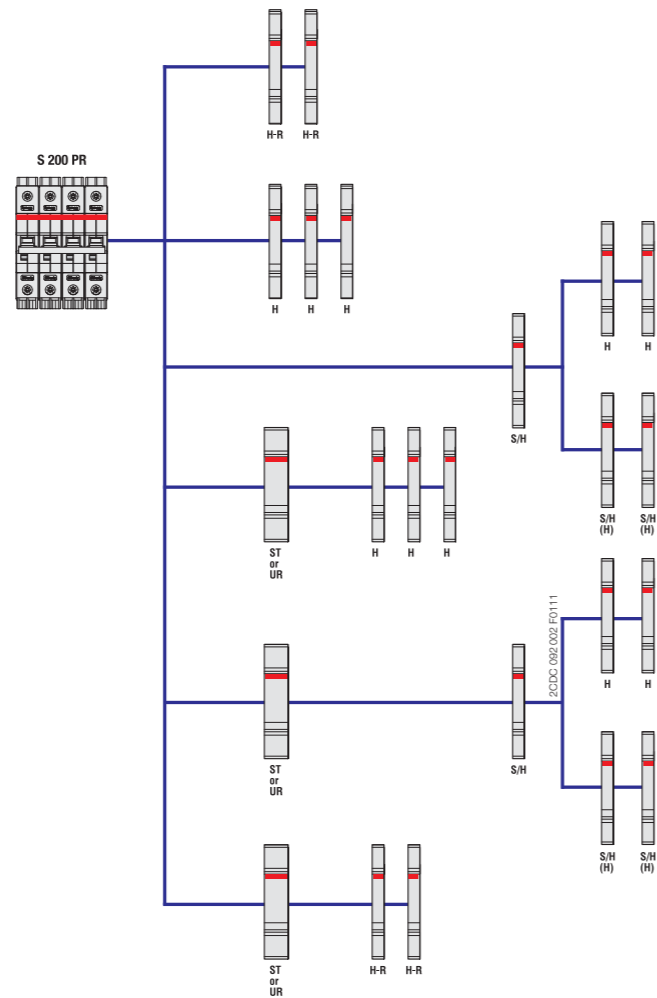 H-R H-R
S 200 PR
H H H
H H
S/H
S/H S/H
(H) (H)
ST
or
UR
H H H
2CDC 092 002 F0111
H H
ST
or
UR
S/H
S/H S/H
(H) (H)
ST
or
UR
H-R H-R